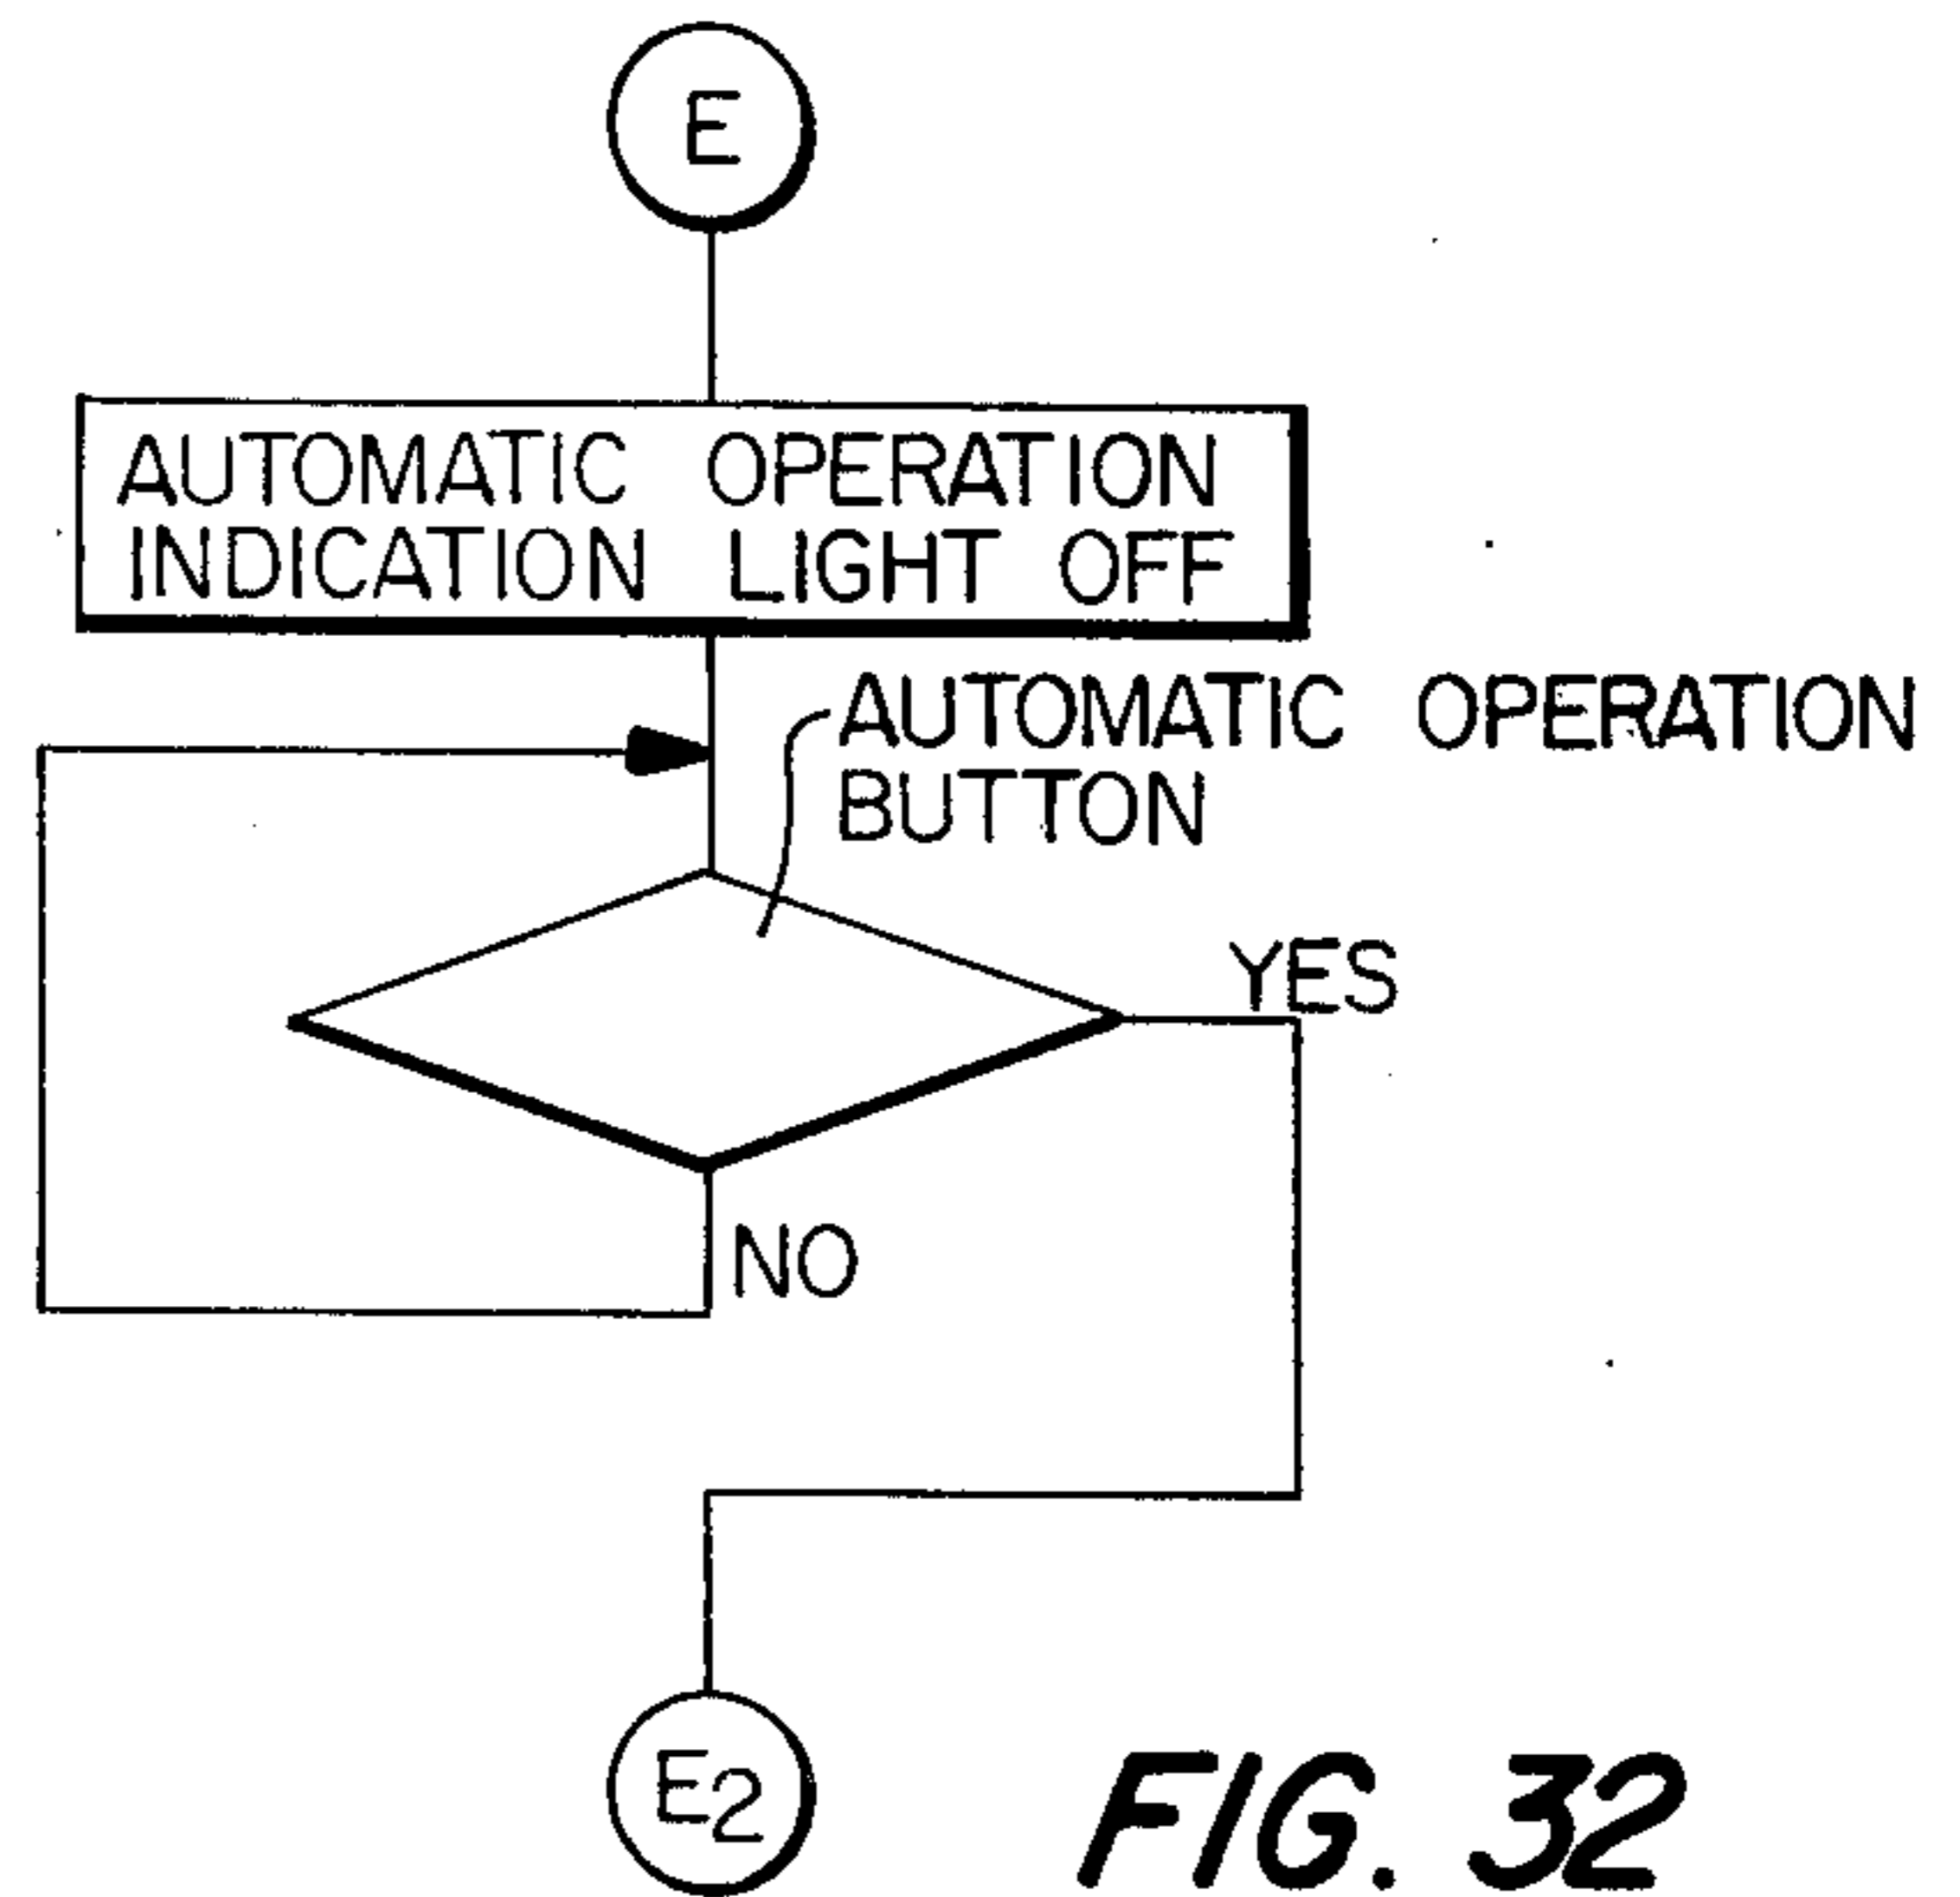 E
AUTOMATIC OPERATION
INDICATION LIGHT OFF
AUTOMATIC OPERATION
BUTTON
YES
NO
E2
FIG. 32